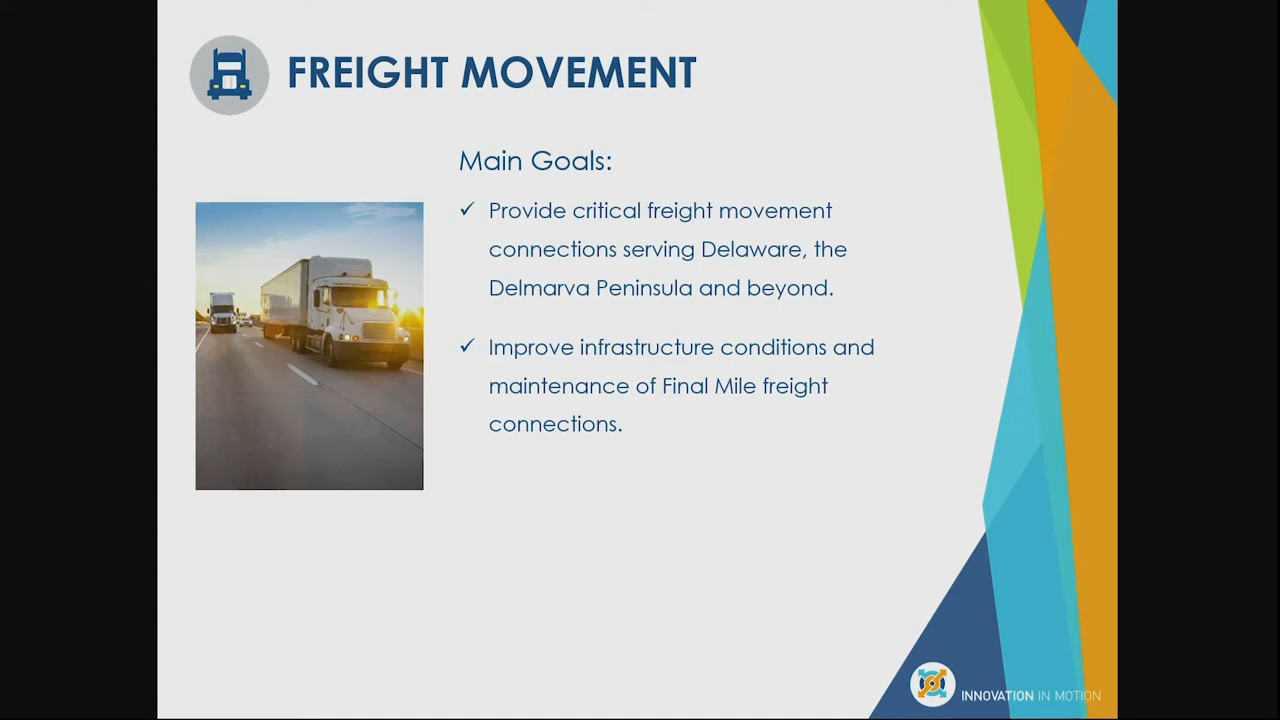 FREIGHT MOVEMENT
Main Goals:
✓ Provide critical freight movement
connections serving Delaware, the
Delmarva Peninsula and beyond.
✓ Improve infrastructure conditions and
maintenance of Final Mile freight
connections.
INNOVATION IN MOTION